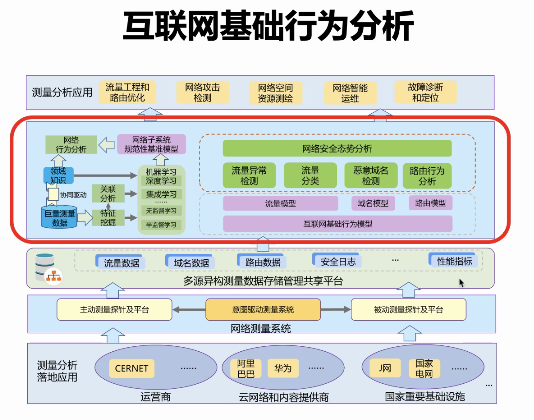 互联网基础行为分析
测量分析应用
流量工程和
路由优化
网络攻击
检测
网络空间
资源测绘
网络智能
运维
故障诊断
和定位
网络
行为分析
网络子系统
规范性基准模型
领域
知识
协同驱动
巨量测量
数据
关联
分析
特征
挖掘
机器学习
深度学习
集成学习
……
无监督学习
半监督学习
网络安全态势分析
流量异常
检测
流量
分类
恶意域名
检测
路由行为
分析
流量模型
域名模型
路由模型
互联网基础行为模型
流量数据
域名数据
路由数据
安全日志
...
性能指标
多源异构测量数据存储管理共享平台
主动测量探针及平台
意图驱动测量系统
被动测量探针及平台
网络测量系统
测量分析
落地应用
CERNET
……
运营商
阿里
巴巴
华为
……
云网络和内容提供商
J网
国家
电网
……
国家重要基础设施
...